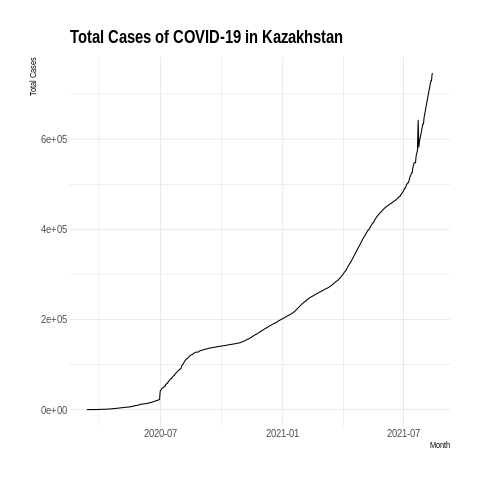 Total Cases of COVID-19 in Kazakhstan
Total Cases
6e+05
4e+05
2e+05
0e+00
2020-07 2021-01 2021-07
Month